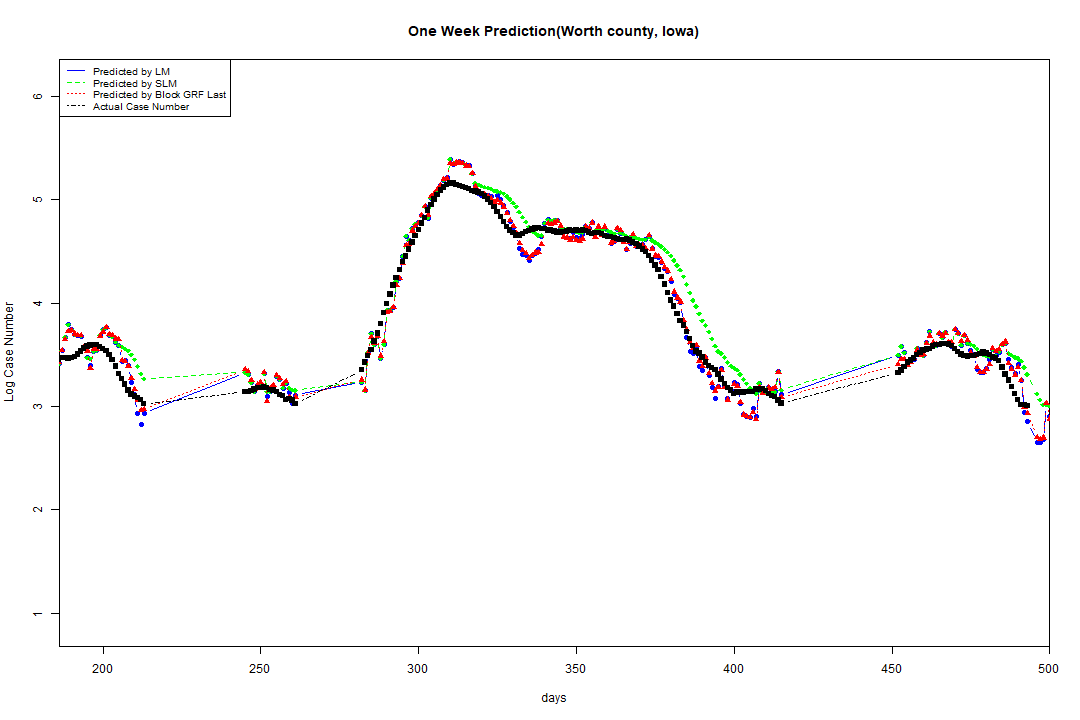 One Week Prediction(Worth county, Iowa)
Predicted by LM
Predicted by SLM
Predicted by Block GRF Last
Actual Case Number
6
5
4
3
2
1
Log Case Number
200 250 300 350 400 450 500
days